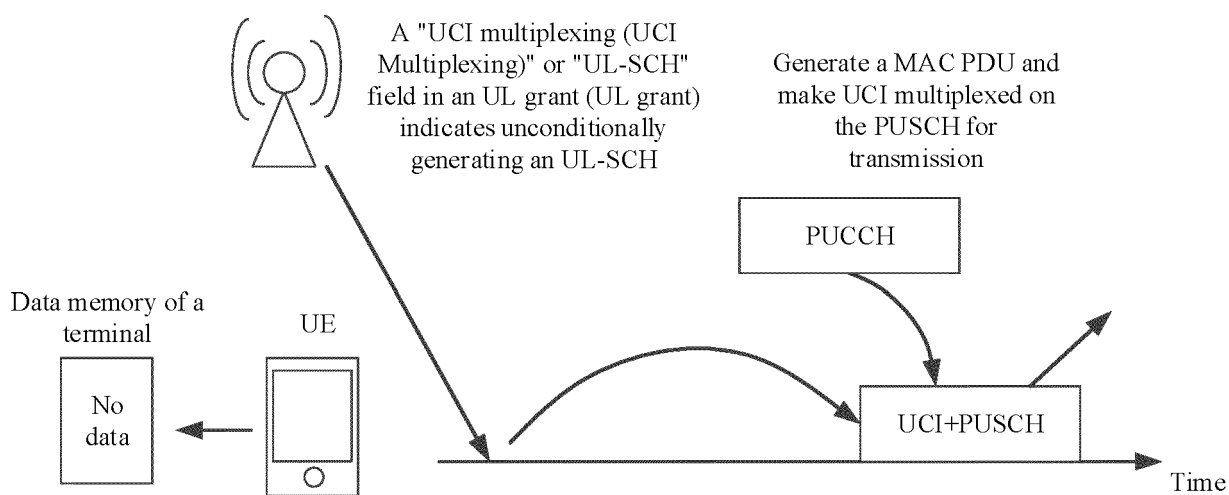 A "UCI multiplexing (UCI
Multiplexing)" or "UL-SCH"
field in an UL grant (UL grant)
indicates unconditionally
generating an UL-SCH
Generate a MAC PDU and
make UCI multiplexed on
the PUSCH for
transmission
PUCCH
Data memory of a
terminal
UE
No
data
UCI+PUSCH
Time